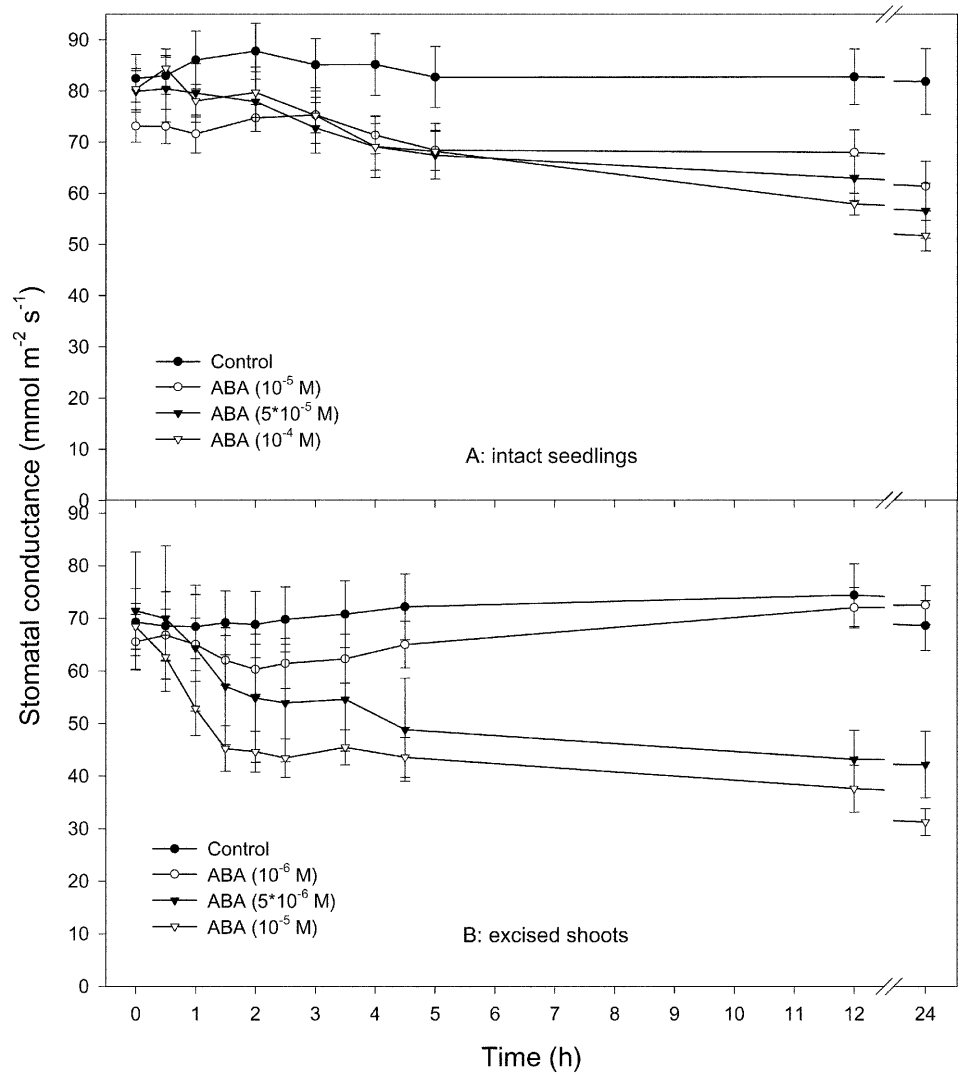 Stomatal conductance (mmol m⁻² s⁻¹)
90
80
70
60
50
40
30
20
10
0
Control
ABA (10⁻⁵ M)
ABA (5*10⁻⁵ M)
ABA (10⁻⁴ M)
A: intact seedlings
90
80
70
60
50
40
30
20
10
0
Control
ABA (10⁻⁶ M)
ABA (5*10⁻⁶ M)
ABA (10⁻⁵ M)
B: excised shoots
0 1 2 3 4 5 6 7 8 9 10 11 12 24
Time (h)